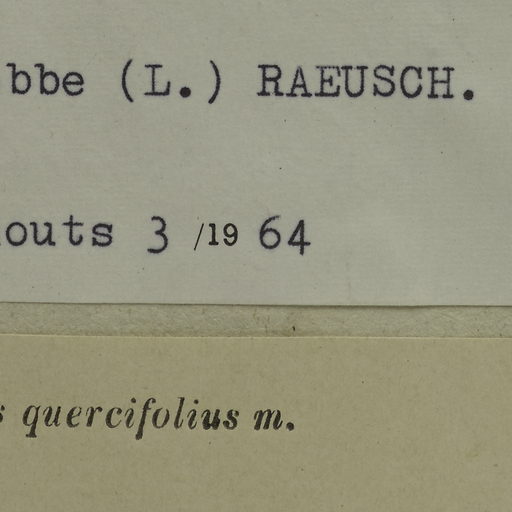 bbe (L.) RAEUSCH.
outs 3 /19 64
s quercifolius m.